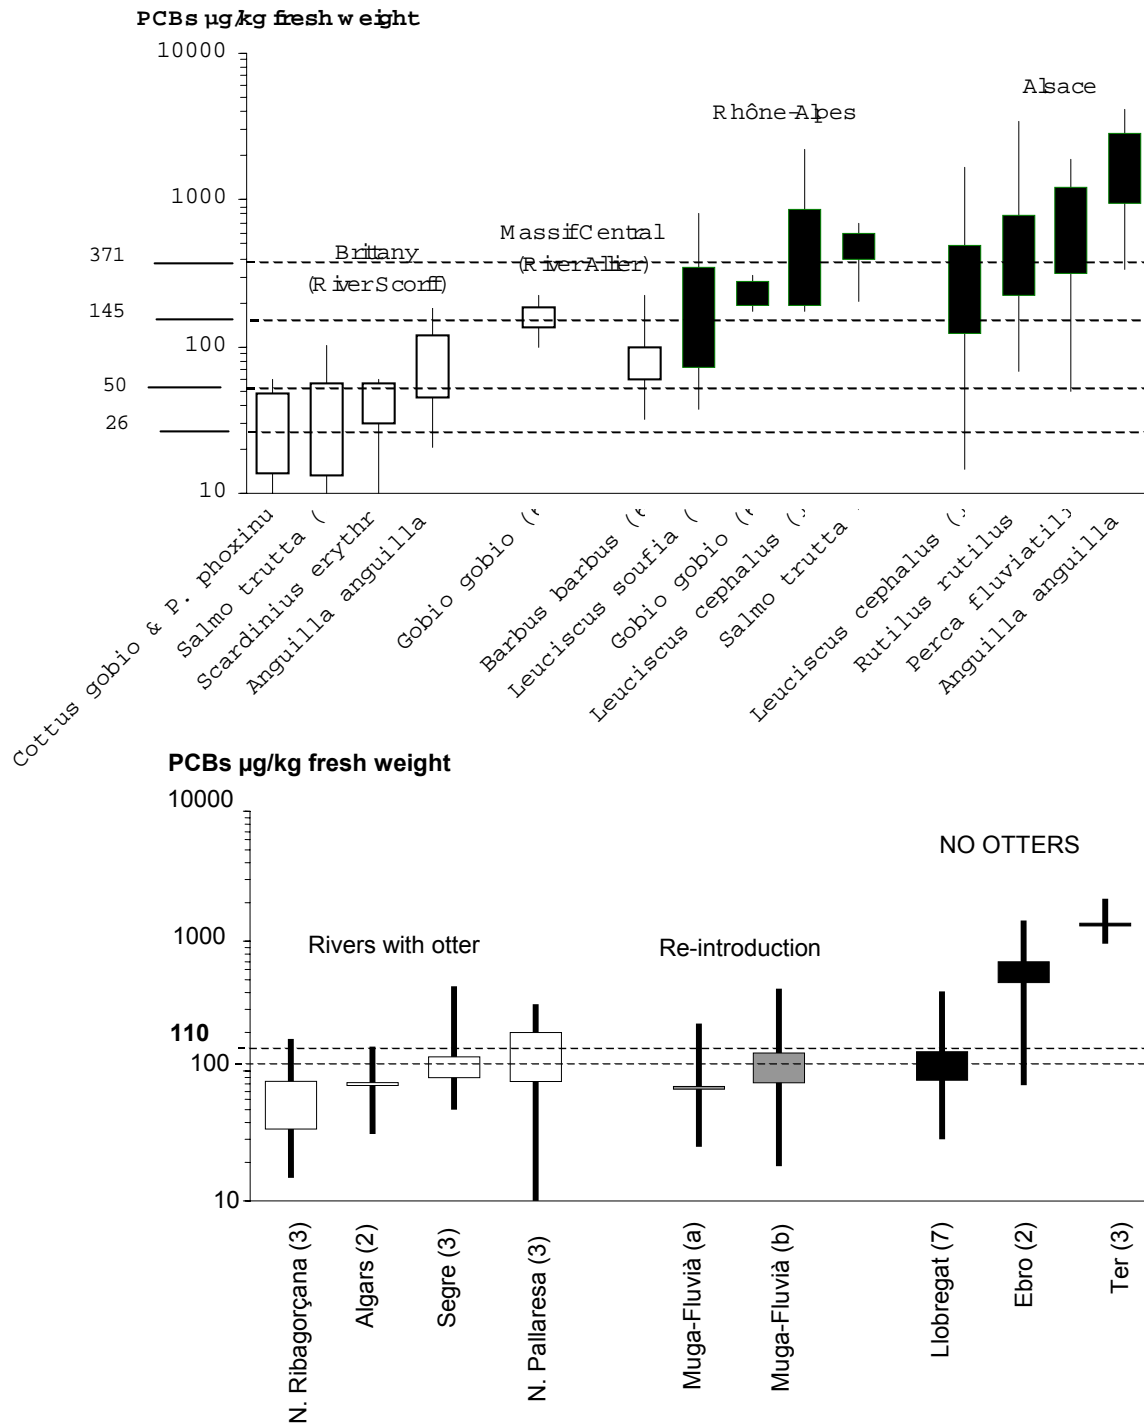 PCBs µg/kg fresh weight
10000
Alsace
Rhône-Alpes
1000
Massif Central
Brittany
(River Allier)
371
(River Scorff)
145
100
50
26
10
Cottus gobio & P. phoxinu
Salmo trutta (
Scardinius erythr
Anguilla anguilla
Gobio gobio (
Barbus barbus (
Leuciscus soufia (
Gobio gobio (
Leuciscus cephalus (
Salmo trutta
Leuciscus cephalus (
Rutilus rutilus
Perca fluviatili
Anguilla anguilla
PCBs µg/kg fresh weight
10000
NO OTTERS
1000
Rivers with otter
Re-introduction
110
100
10
N. Ribagorçana (3)
Algars (2)
Segre (3)
N. Pallaresa (3)
Muga-Fluvià (a)
Muga-Fluvià (b)
Llobregat (7)
Ebro (2)
Ter (3)